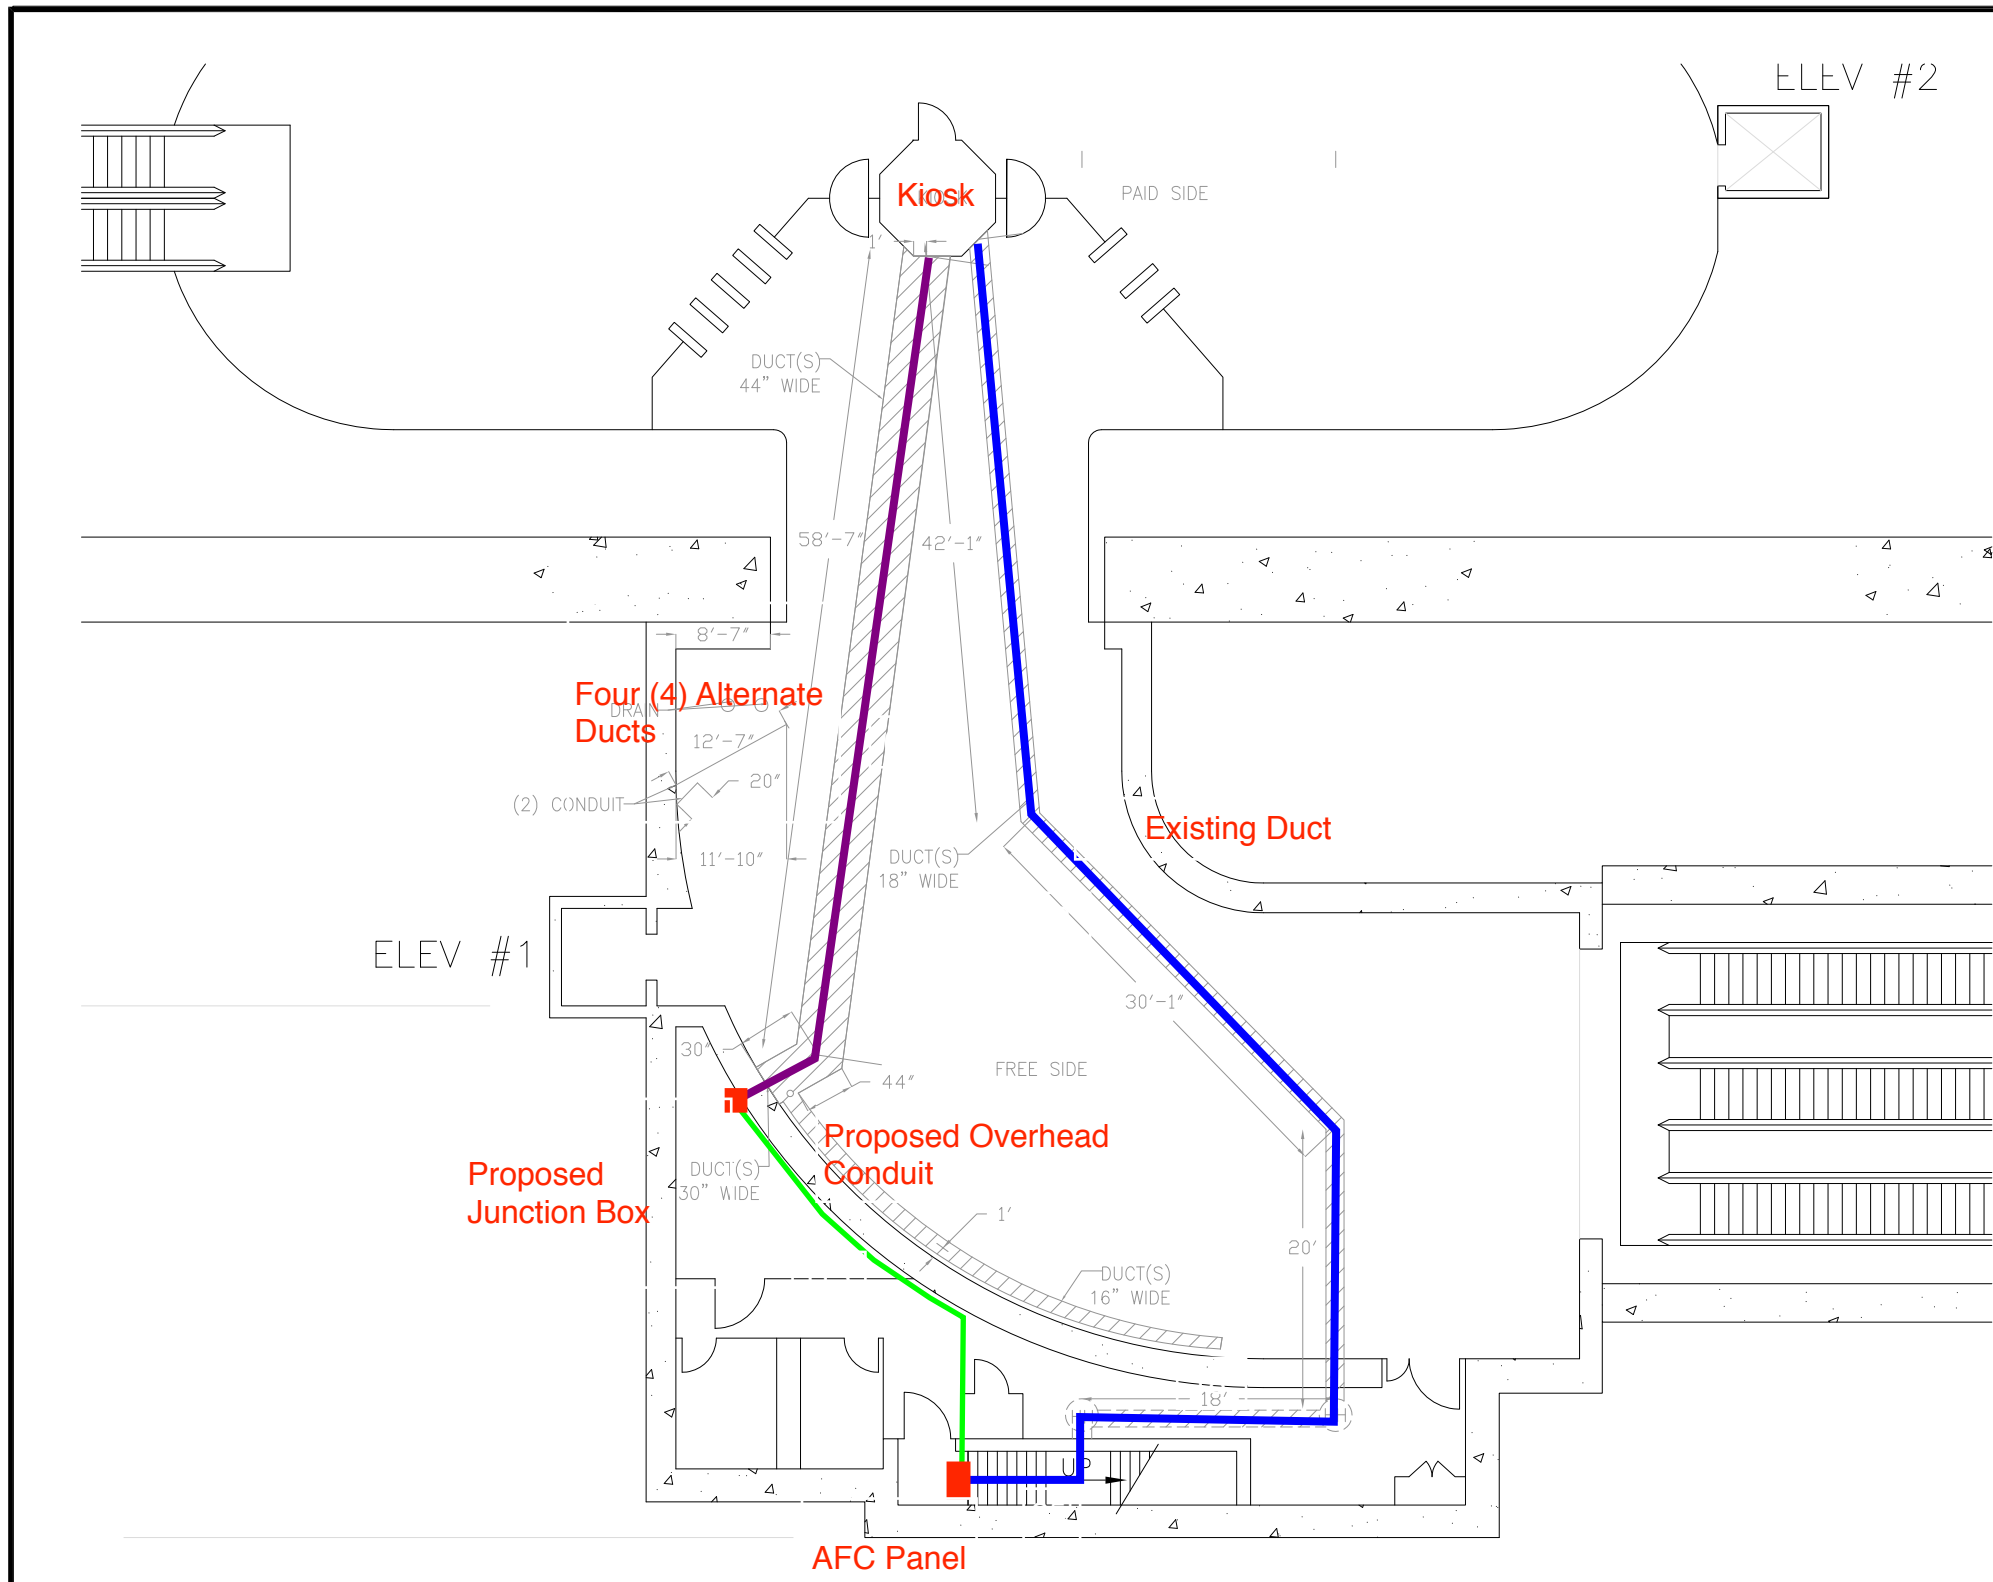 ELEV #2
Kiosk
PAID SIDE
1'
DUCT(S)
44" WIDE
58'-7"
42'-1"
8'-7"
Four (4) Alternate
Ducts
DRAIN
12'-7"
20"
(2) CONDUIT
11'-10"
Existing Duct
DUCT(S)
18" WIDE
ELEV #1
30'-1"
30"
FREE SIDE
44"
Proposed Overhead
Conduit
Proposed
Junction Box
DUCT(S)
30" WIDE
1'
20'
DUCT(S)
16" WIDE
18'
UP
AFC Panel